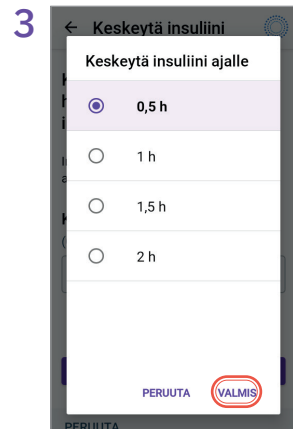 3
Keskeytä insuliini
Keskeytä insuliini ajalle
0,5 h
1 h
1,5 h
2 h
PERUUTA VALMIS
PERUUTA